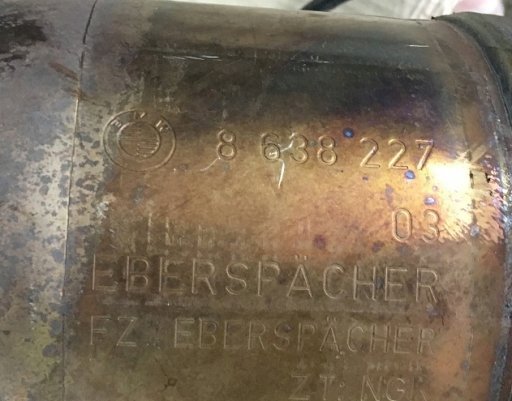 8 638 227
03
EBERSPÄCHER
FZ. EBERSPÄCHER
ZT: NGK